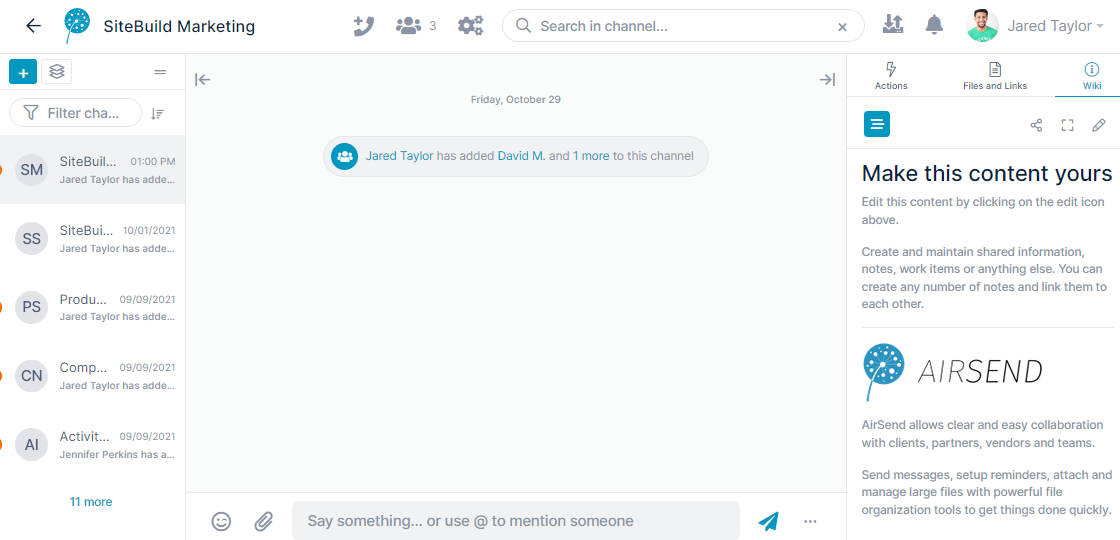 SiteBuild Marketing
3
Search in channel...
Jared Taylor
Filter cha...
SM
SiteBuil...
01:00 PM
Jared Taylor has adde...
SS
SiteBui...
10/01/2021
Jared Taylor has adde...
PS
Produ...
09/09/2021
Jared Taylor has adde...
CN
Comp...
09/09/2021
Jared Taylor has adde...
AI
Activit...
09/09/2021
Jennifer Perkins has a...
11 more
Friday, October 29
Jared Taylor has added David M. and 1 more to this channel
Say something... or use @ to mention someone
Actions
Files and Links
Wiki
Make this content yours
Edit this content by clicking on the edit icon
above.
Create and maintain shared information,
notes, work items or anything else. You can
create any number of notes and link them to
each other.
AIRSEND
AirSend allows clear and easy collaboration
with clients, partners, vendors and teams.
Send messages, setup reminders, attach and
manage large files with powerful file
organization tools to get things done quickly.